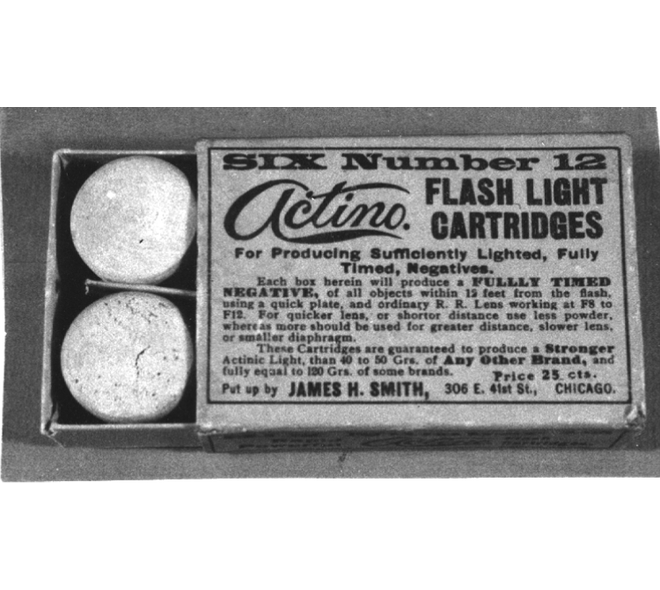 SIX Number 12
Actino.
FLASH LIGHT
CARTRIDGES
For Producing Sufficiently Lighted, Fully
Timed, Negatives.
Each box herein will produce a FULLLY TIMED
NEGATIVE, of all objects within 15 feet from the flash,
using a quick plate, and ordinary R. R. Lens working at F8 to
F12. For quicker lens, or shortor distance use less powder,
whereas more should be used for greater distance, slower lens,
or smaller diaphragm.
These Cartridges are guaranteed to produce a Stronger
Actinic Light, than 40 to 50 Grs. of Any Other Brand, and
fully equal to 120 Grs. of some brands.
Price 25 cts.
Put up by JAMES H. SMITH, 306 E. 41st St., CHICAGO.